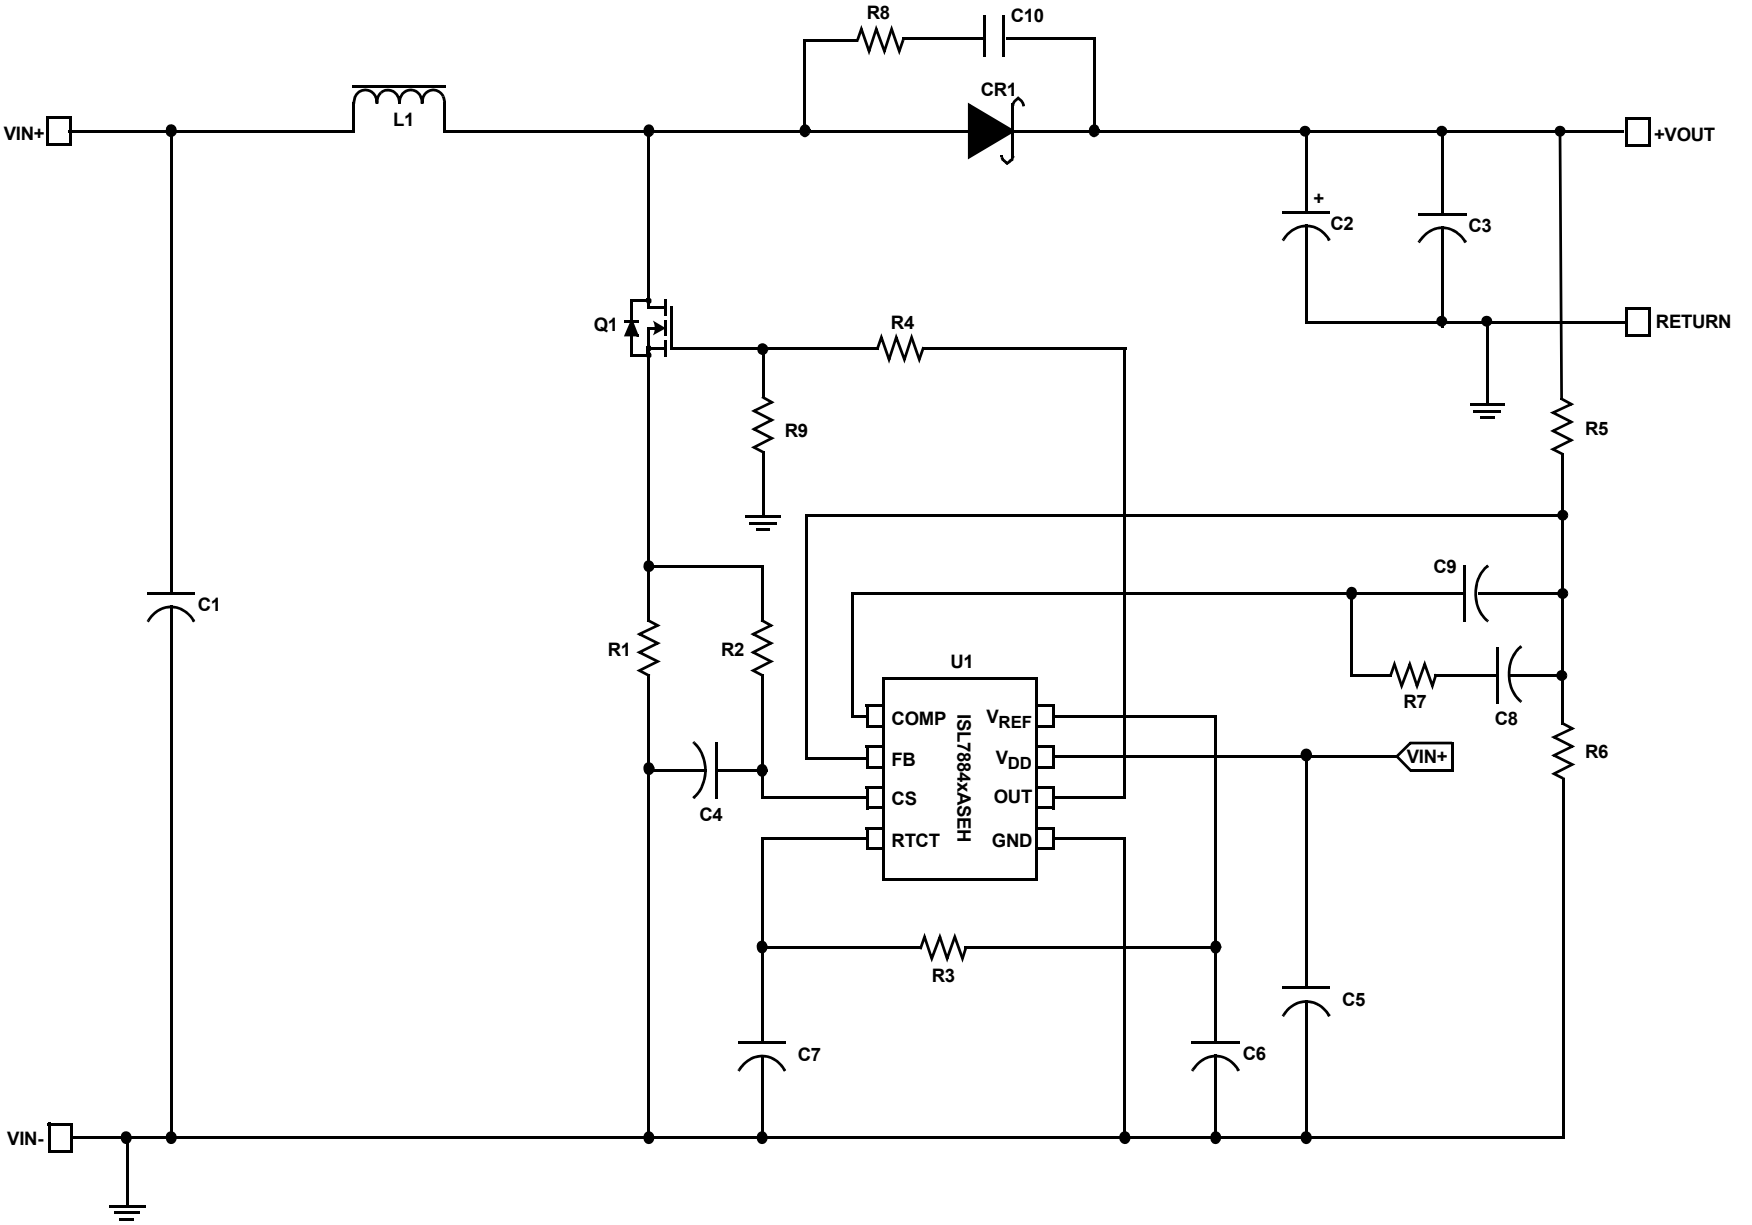 R8
C10
CR1
L1
VIN+
+VOUT
+
C2
C3
Q1
R4
RETURN
R9
R5
C9
C1
R1
R2
U1
R7
C8
COMP
VREF
FB
VDD
VIN+
R6
CS
OUT
C4
RTCT
GND
ISL7884xASEH
R3
C5
C7
C6
VIN-